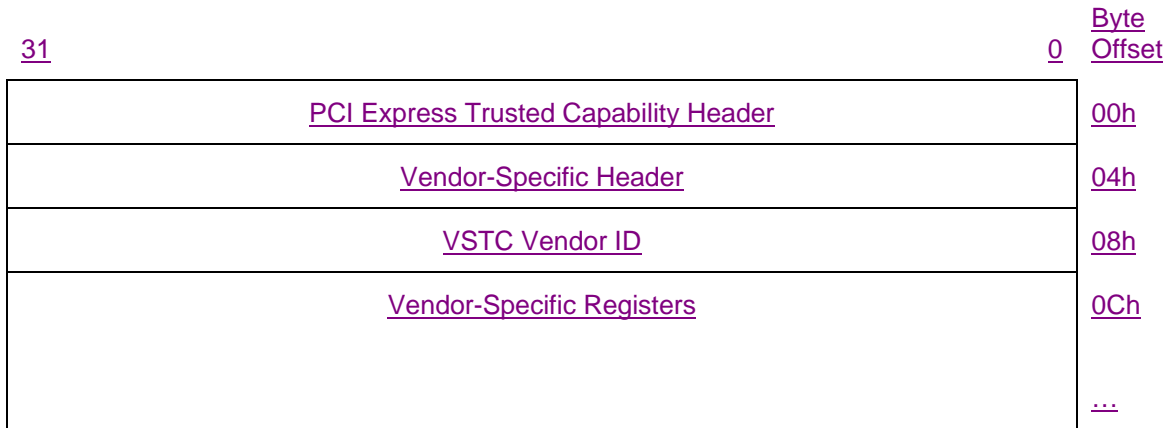 31 0 Byte Offset
PCI Express Trusted Capability Header 00h
Vendor-Specific Header 04h
VSTC Vendor ID 08h
Vendor-Specific Registers 0Ch
…